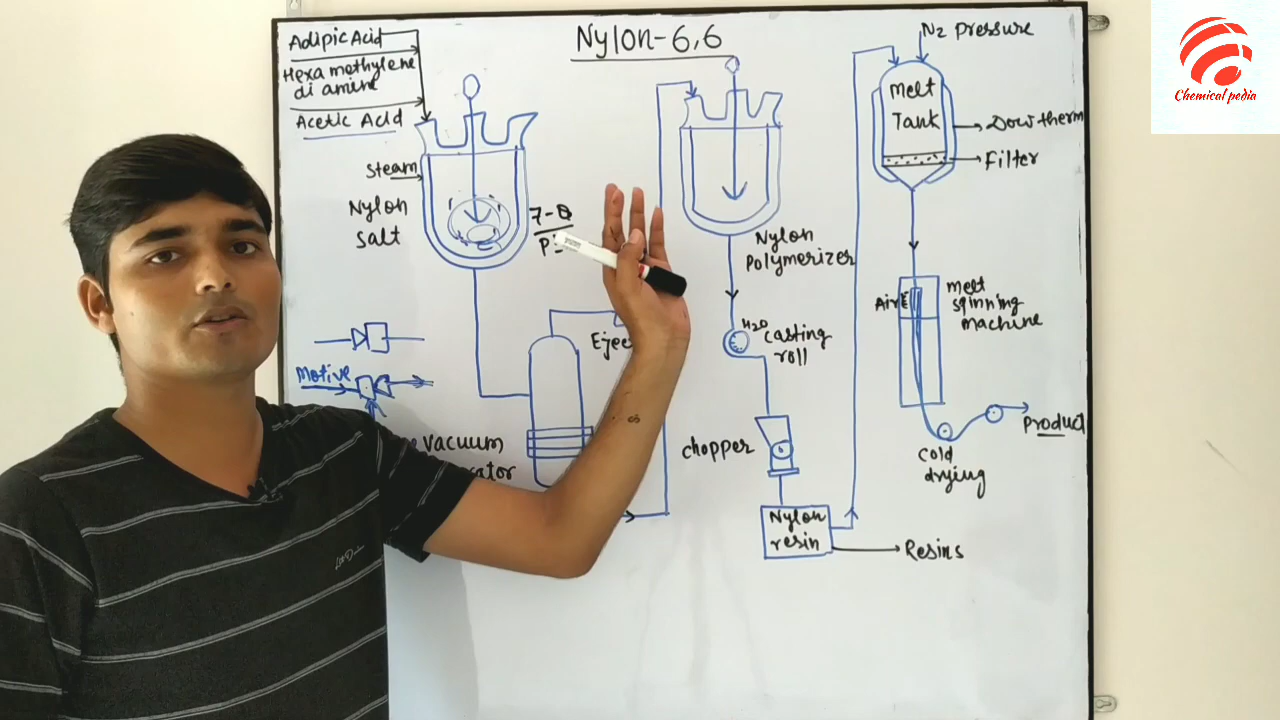 Nylon-6,6
Adipic Acid
Hexa methylene
di amine
Acetic Acid
Steam
Nylon
Salt
7-8
Motive
Vacuum
Nylon
Polymerizer
H2O
casting
roll
chopper
Nylon
resin
Resins
N2 pressure
Melt
Tank
Dow therm
Filter
Air
melt
spinning
machine
cold
drying
Product
Chemical pedia